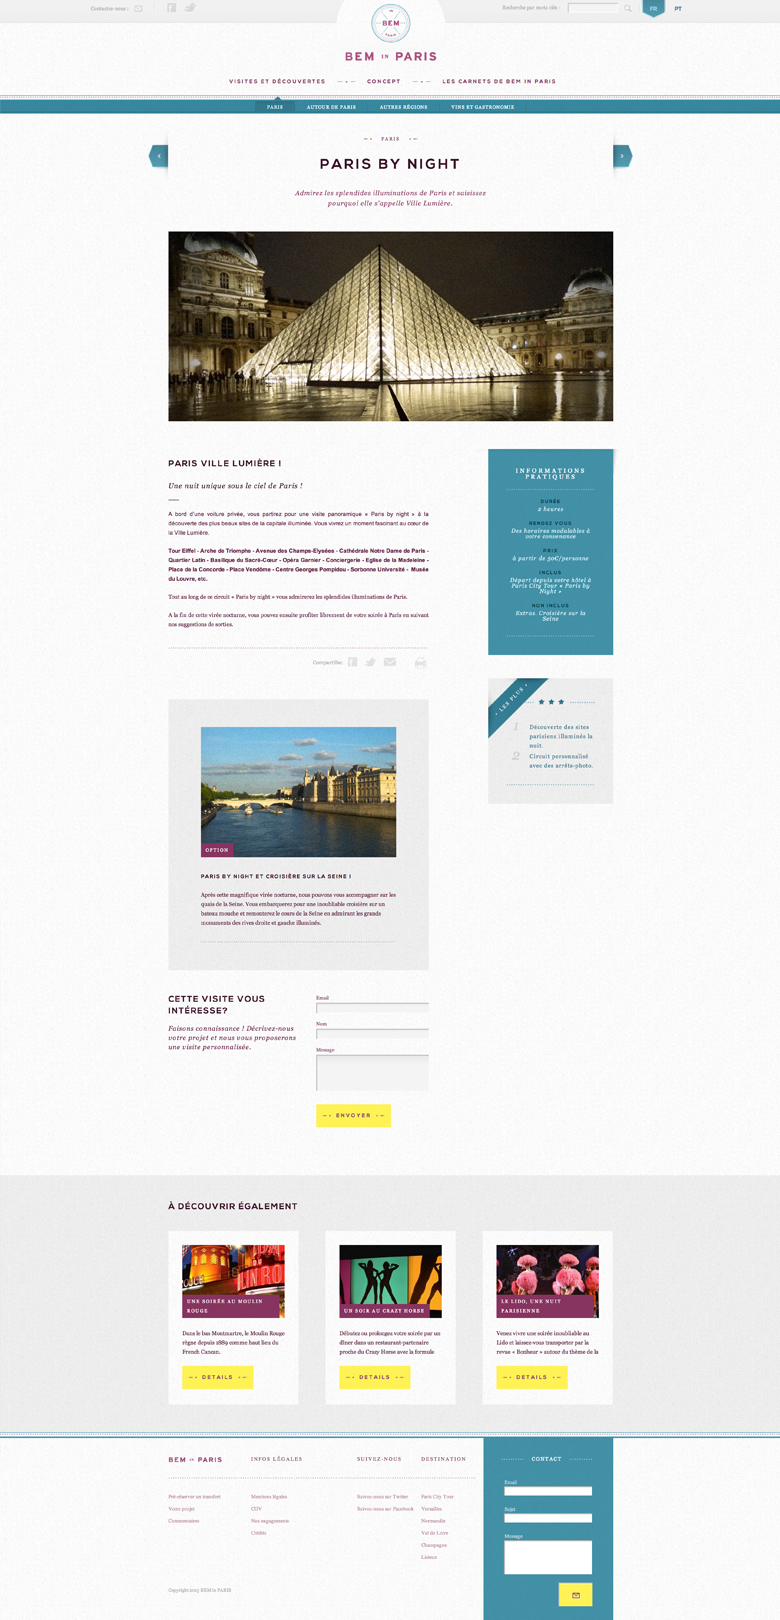 Contactez-nous :
Recherche par mots clés :
FR
PT
BEM
PARIS
BEM IN PARIS
VISITES ET DÉCOUVERTES
CONCEPT
LES CARNETS DE BEM IN PARIS
PARIS
AUTOUR DE PARIS
AUTRES RÉGIONS
VINS ET GASTRONOMIE
PARIS
PARIS BY NIGHT
Admirez les splendides illuminations de Paris et saisissez
pourquoi elle s'appelle Ville Lumière.
PARIS VILLE LUMIÈRE !
Une nuit unique sous le ciel de Paris !
A bord d'une voiture privée, vous partirez pour une visite panoramique « Paris by night » à la
découverte des plus beaux sites de la capitale illuminée. Vous vivrez un moment fascinant au cœur de
la Ville Lumière.
Tour Eiffel - Arche de Triomphe - Avenue des Champs-Elysées - Cathédrale Notre Dame de Paris -
Quartier Latin - Basilique du Sacré-Cœur - Opéra Garnier - Conciergerie - Eglise de la Madeleine -
Place de la Concorde - Place Vendôme - Centre Georges Pompidou - Sorbonne Université - Musée
du Louvre, etc.
Tout au long de ce circuit « Paris by night » vous admirerez les splendides illuminations de Paris.
A la fin de cette virée nocturne, vous pouvez ensuite profiter librement de votre soirée à Paris en suivant
nos suggestions de sorties.
Compartilhe:
INFORMATIONS
PRATIQUES
DURÉE
2 heures
RENDEZ VOUS
Des horaires modulables à
votre convenance
PRIX
à partir de 50€/personne
INCLUS
Départ depuis votre hôtel à
Paris City Tour « Paris by
Night »
NON INCLUS
Extras. Croisière sur la
Seine
LES PLUS
1 Découverte des sites
parisiens illuminés la
nuit.
2 Circuit personnalisé
avec des arrêts-photo.
OPTION
PARIS BY NIGHT ET CROISIÈRE SUR LA SEINE !
Après cette magnifique virée nocturne, nous pouvons vous accompagner sur les
quais de la Seine. Vous embarquerez pour une inoubliable croisière sur un
bateau mouche et remonterez le cours de la Seine en admirant les grands
monuments des rives droite et gauche illuminés.
CETTE VISITE VOUS
INTÉRESSE?
Faisons connaissance ! Décrivez-nous
votre projet et nous vous proposerons
une visite personnalisée.
Email
Nom
Message
ENVOYER
À DÉCOUVRIR ÉGALEMENT
UNE SOIRÉE AU MOULIN
ROUGE
Dans le bas Montmartre, le Moulin Rouge
règne depuis 1889 comme haut lieu du
French Cancan.
DETAILS
UN SOIR AU CRAZY HORSE
Débutez ou prolongez votre soirée par un
dîner dans un restaurant-partenaire
proche du Crazy Horse avec la formule
DETAILS
LE LIDO, UNE NUIT
PARISIENNE
Venez vivre une soirée inoubliable au
Lido et laissez-vous transporter par la
revue « Bonheur » autour du thème de la
DETAILS
BEM IN PARIS
INFOS LÉGALES
SUIVEZ-NOUS
DESTINATION
Pré-réserver un transfert
Votre projet
Commentaires
Mentions légales
CGV
Nos engagements
Crédits
Suivez-nous sur Twitter
Suivez-nous sur Facebook
Paris City Tour
Versailles
Normandie
Val de Loire
Champagne
Lisieux
CONTACT
Email
Sujet
Message
Copyright 2013 BEM in PARIS